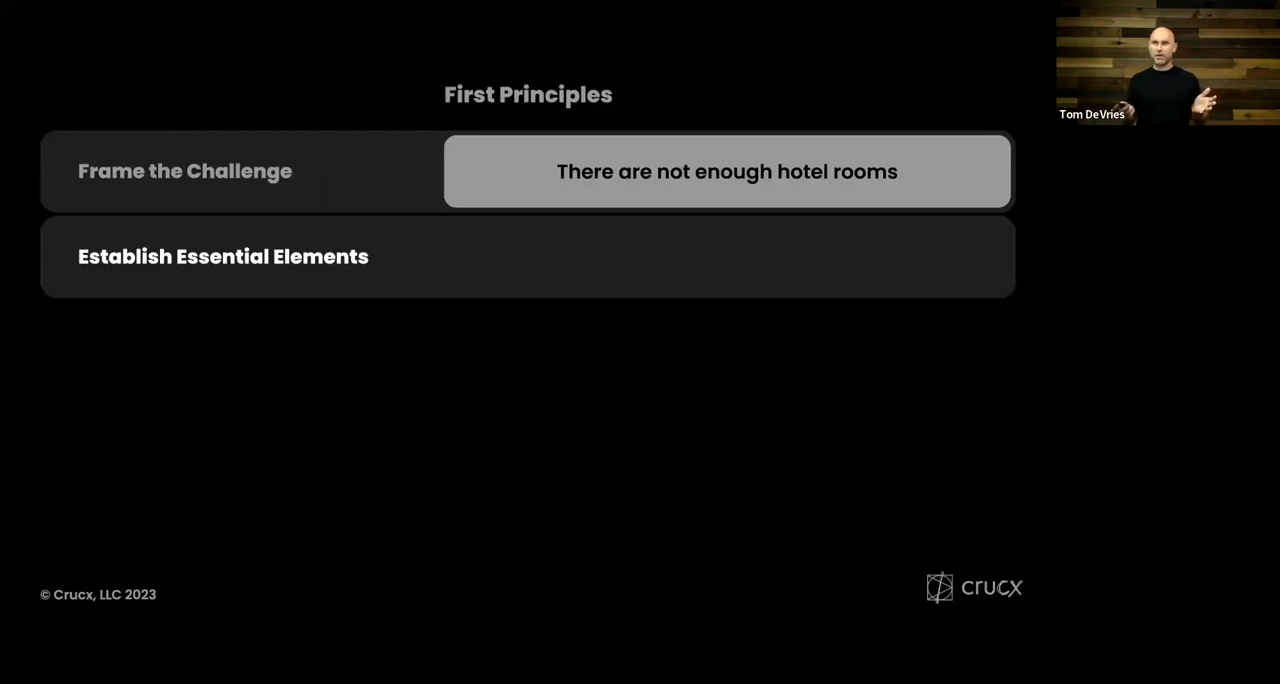 First Principles
Frame the Challenge
There are not enough hotel rooms
Establish Essential Elements
Tom DeVries
© Crucx, LLC 2023
crucx